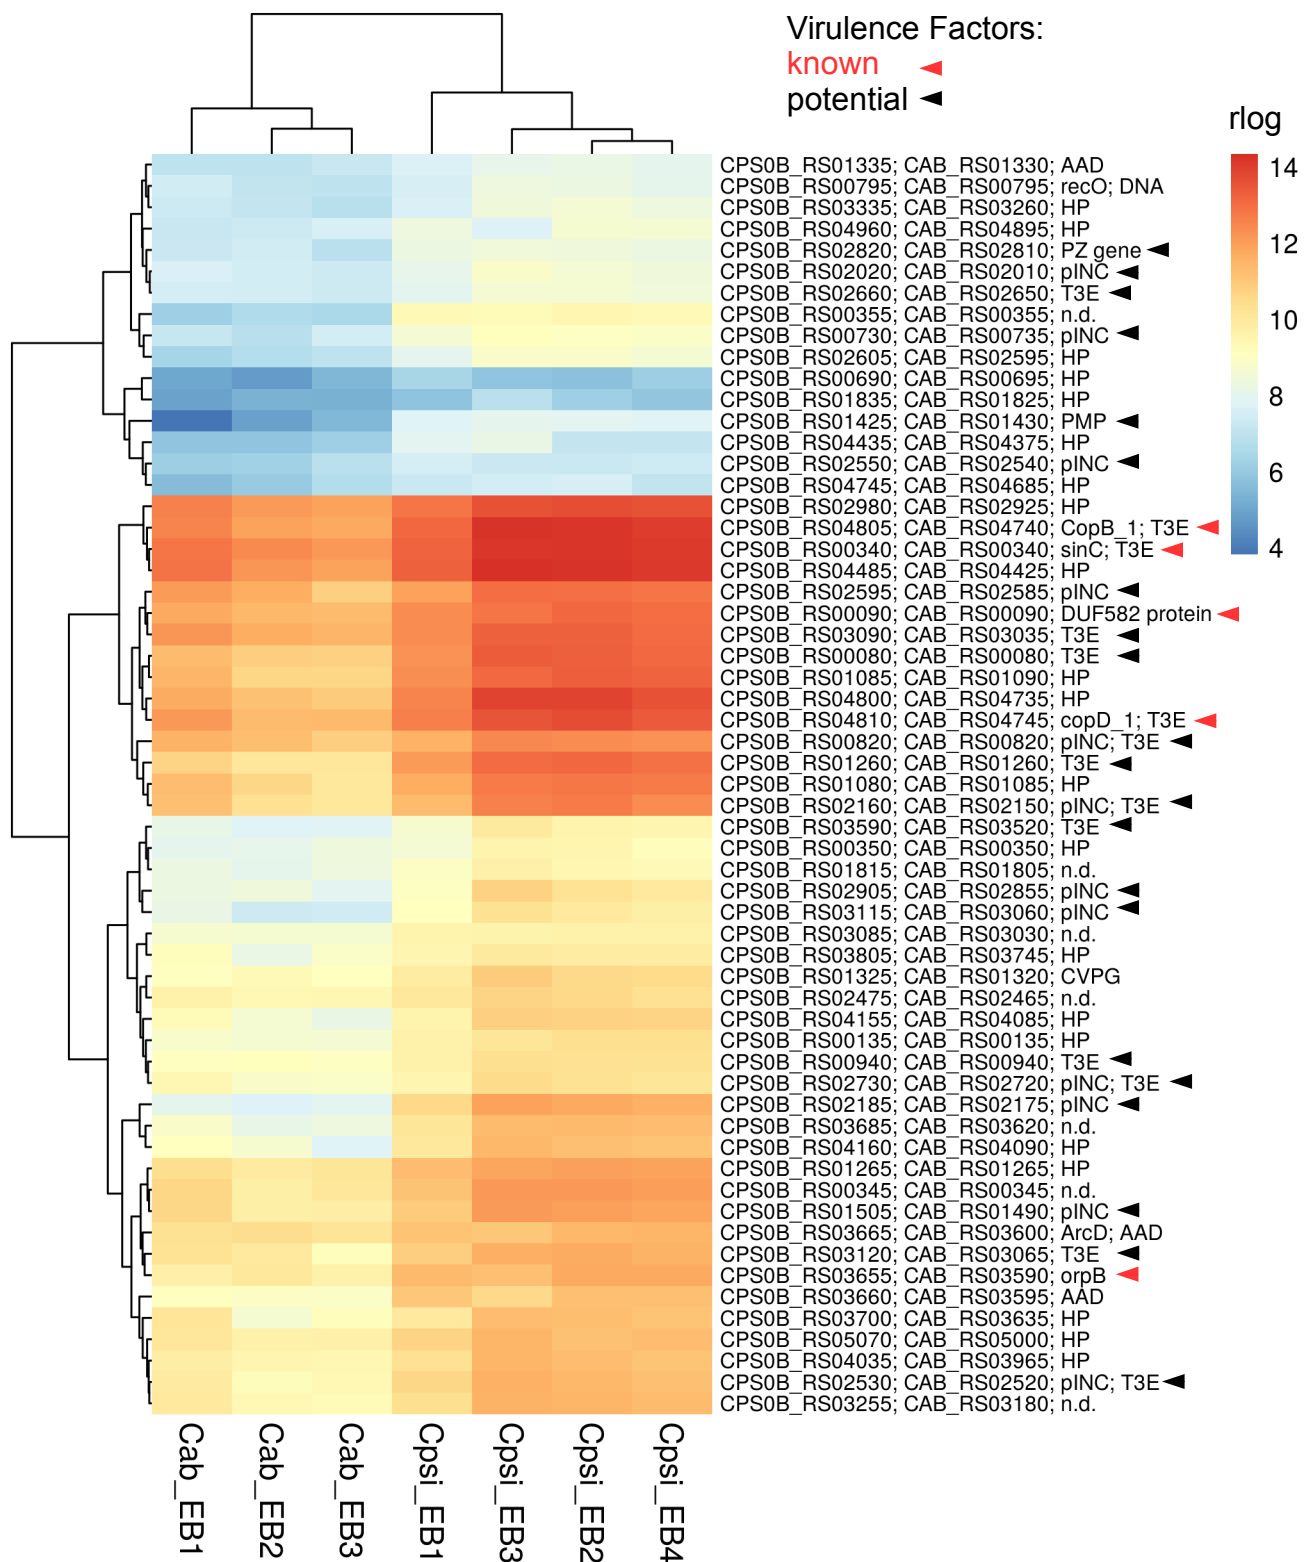 Virulence Factors:
known
potential
rlog
14
12
10
8
6
4
CPS0B_RS01335; CAB_RS01330; AAD
CPS0B_RS00795; CAB_RS00795; recO; DNA
CPS0B_RS03335; CAB_RS03260; HP
CPS0B_RS04960; CAB_RS04895; HP
CPS0B_RS02820; CAB_RS02810; PZ gene
CPS0B_RS02020; CAB_RS02010; pINC
CPS0B_RS02660; CAB_RS02650; T3E
CPS0B_RS00355; CAB_RS00355; n.d.
CPS0B_RS00730; CAB_RS00735; pINC
CPS0B_RS02605; CAB_RS02595; HP
CPS0B_RS00690; CAB_RS00695; HP
CPS0B_RS01835; CAB_RS01825; HP
CPS0B_RS01425; CAB_RS01430; PMP
CPS0B_RS04435; CAB_RS04375; HP
CPS0B_RS02550; CAB_RS02540; pINC
CPS0B_RS04745; CAB_RS04685; HP
CPS0B_RS02980; CAB_RS02925; HP
CPS0B_RS04805; CAB_RS04740; CopB_1; T3E
CPS0B_RS00340; CAB_RS00340; sinC; T3E
CPS0B_RS04485; CAB_RS04425; HP
CPS0B_RS02595; CAB_RS02585; pINC
CPS0B_RS00090; CAB_RS00090; DUF582 protein
CPS0B_RS03090; CAB_RS03035; T3E
CPS0B_RS00080; CAB_RS00080; T3E
CPS0B_RS01085; CAB_RS01090; HP
CPS0B_RS04800; CAB_RS04735; HP
CPS0B_RS04810; CAB_RS04745; copD_1; T3E
CPS0B_RS00820; CAB_RS00820; pINC; T3E
CPS0B_RS01260; CAB_RS01260; T3E
CPS0B_RS01080; CAB_RS01085; HP
CPS0B_RS02160; CAB_RS02150; pINC; T3E
CPS0B_RS03590; CAB_RS03520; T3E
CPS0B_RS00350; CAB_RS00350; HP
CPS0B_RS01815; CAB_RS01805; n.d.
CPS0B_RS02905; CAB_RS02855; pINC
CPS0B_RS03115; CAB_RS03060; pINC
CPS0B_RS03085; CAB_RS03030; n.d.
CPS0B_RS03805; CAB_RS03745; HP
CPS0B_RS01325; CAB_RS01320; CVPG
CPS0B_RS02475; CAB_RS02465; n.d.
CPS0B_RS04155; CAB_RS04085; HP
CPS0B_RS00135; CAB_RS00135; HP
CPS0B_RS00940; CAB_RS00940; T3E
CPS0B_RS02730; CAB_RS02720; pINC; T3E
CPS0B_RS02185; CAB_RS02175; pINC
CPS0B_RS03685; CAB_RS03620; n.d.
CPS0B_RS04160; CAB_RS04090; HP
CPS0B_RS01265; CAB_RS01265; HP
CPS0B_RS00345; CAB_RS00345; n.d.
CPS0B_RS01505; CAB_RS01490; pINC
CPS0B_RS03665; CAB_RS03600; ArcD; AAD
CPS0B_RS03120; CAB_RS03065; T3E
CPS0B_RS03655; CAB_RS03590; orpB
CPS0B_RS03660; CAB_RS03595; AAD
CPS0B_RS03700; CAB_RS03635; HP
CPS0B_RS05070; CAB_RS05000; HP
CPS0B_RS04035; CAB_RS03965; HP
CPS0B_RS02530; CAB_RS02520; pINC; T3E
CPS0B_RS03255; CAB_RS03180; n.d.
Cab_EB1
Cab_EB2
Cab_EB3
Cpsi_EB1
Cpsi_EB3
Cpsi_EB2
Cpsi_EB4